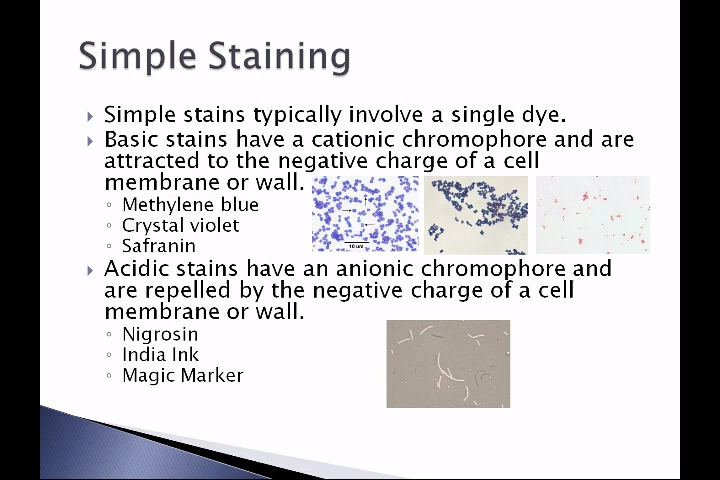 Simple Staining
Simple stains typically involve a single dye.
Basic stains have a cationic chromophore and are
attracted to the negative charge of a cell
membrane or wall.
Methylene blue
Crystal violet
Safranin
10 um
Acidic stains have an anionic chromophore and
are repelled by the negative charge of a cell
membrane or wall.
Nigrosin
India Ink
Magic Marker